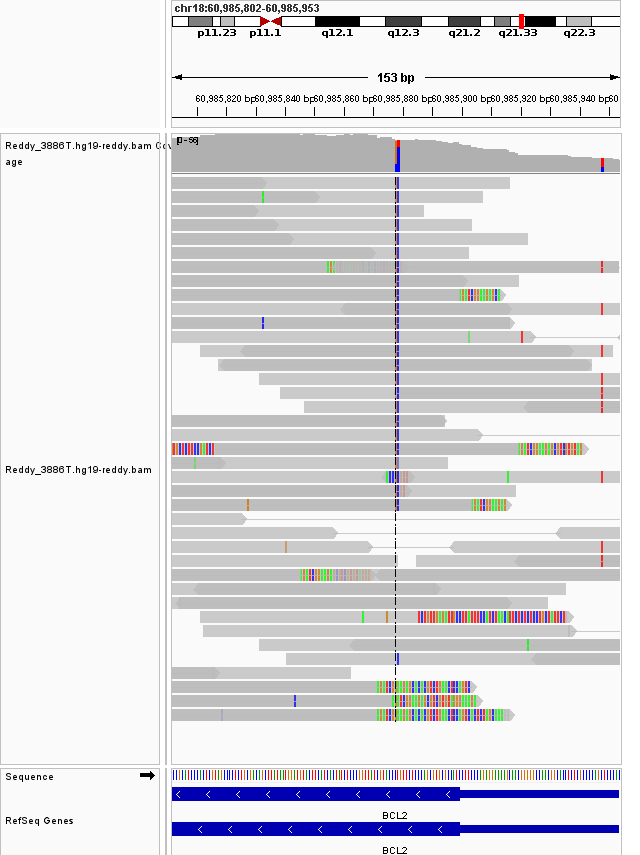 chr18:60,985,802-60,985,953
p11.23 p11.1 q12.1 q12.3 q21.2 q21.33 q22.3
153 bp
60,985,820 bp 60,985,840 bp 60,985,860 bp 60,985,880 bp 60,985,900 bp 60,985,920 bp 60,985,940 bp 60
Reddy_3886T.hg19-reddy.bam Cov
age
Reddy_3886T.hg19-reddy.bam
Sequence
BCL2
RefSeq Genes
BCL2